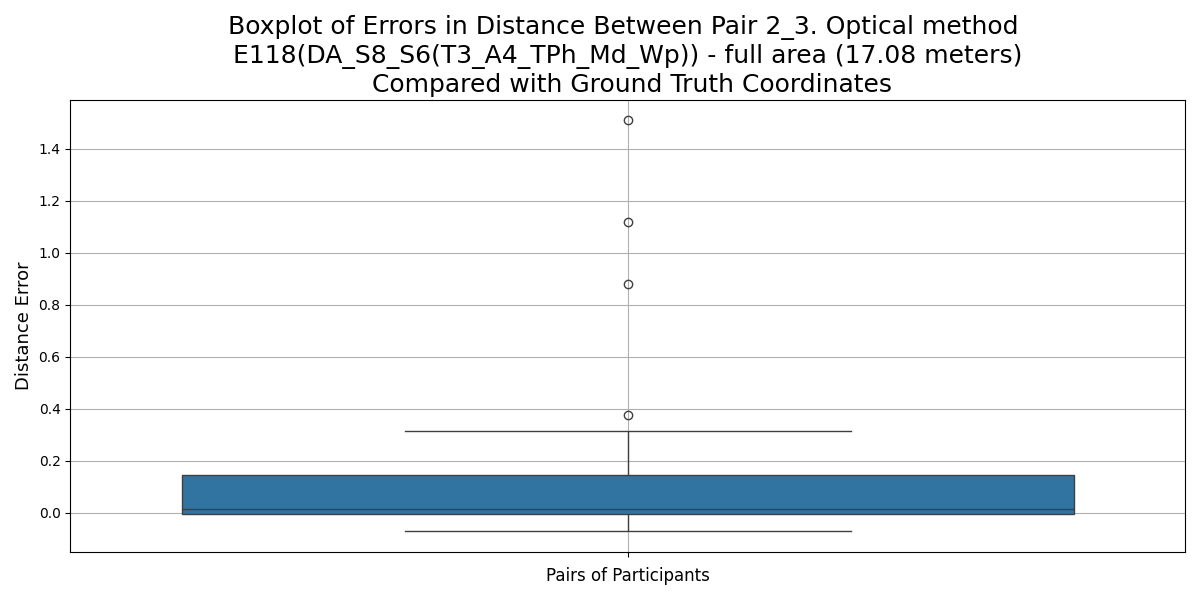 Boxplot of Errors in Distance Between Pair 2_3. Optical method
E118(DA_S8_S6(T3_A4_TPh_Md_Wp)) - full area (17.08 meters)
Compared with Ground Truth Coordinates
1.4
1.2
1.0
0.8
0.6
0.4
0.2
0.0
Distance Error
Pairs of Participants